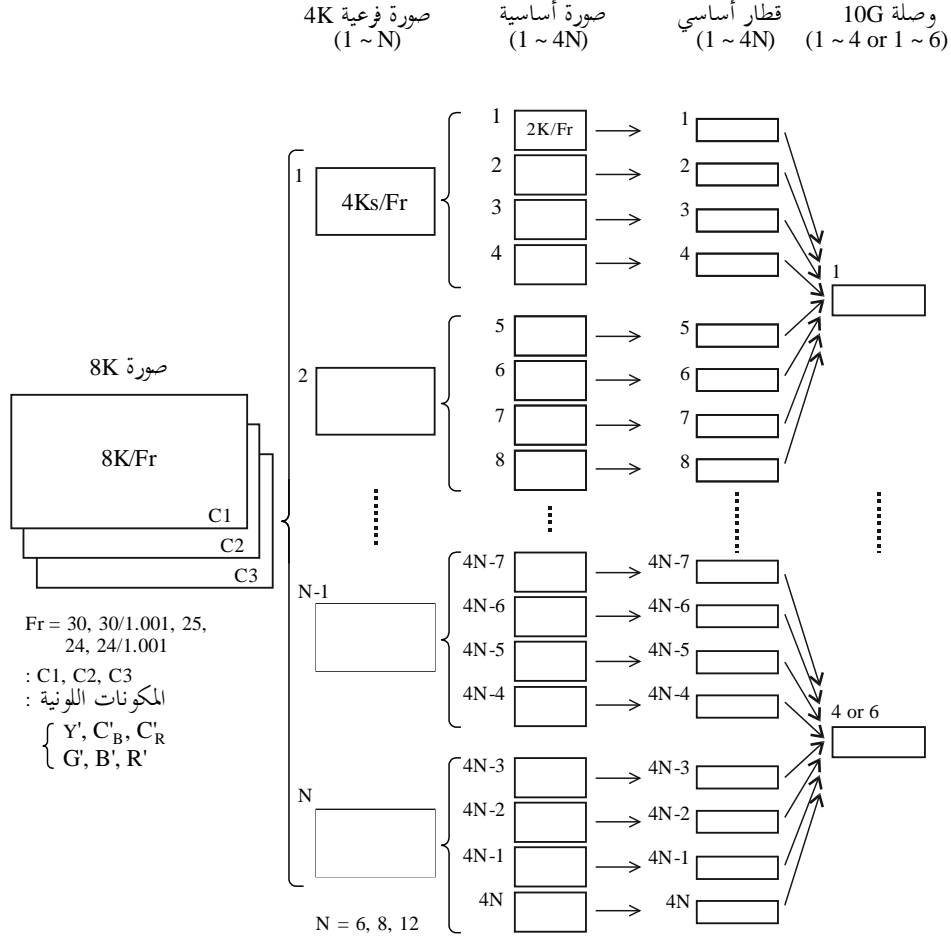 صورة فرعية 4K
(1 ~ N)
صورة أساسية
(1 ~ 4N)
قطار أساسي
(1 ~ 4N)
وصلة 10G
(1 ~ 4 or 1 ~ 6)
صورة 8K
8K/Fr
C1
C2
C3
Fr = 30, 30/1.001, 25,
24, 24/1.001
: C1, C2, C3
المكونات اللونية :
Y', C'B, C'R
G', B', R'
1
4Ks/Fr
2
N-1
N
N = 6, 8, 12
1
2K/Fr
2
3
4
5
6
7
8
4N-7
4N-6
4N-5
4N-4
4N-3
4N-2
4N-1
4N
1
2
3
4
5
6
7
8
4N-7
4N-6
4N-5
4N-4
4N-3
4N-2
4N-1
4N
1
4 or 6